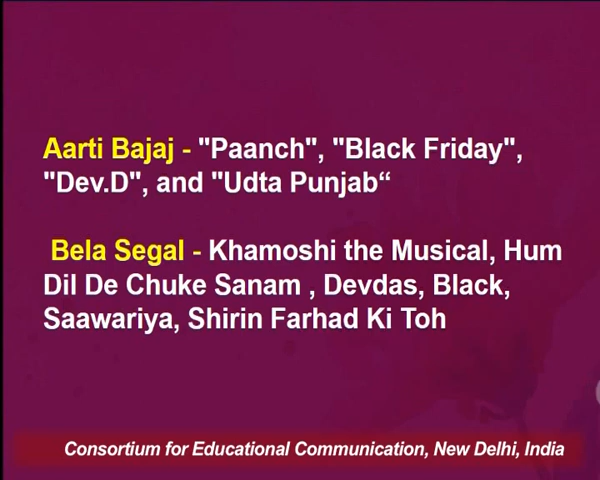 Aarti Bajaj - "Paanch", "Black Friday",
"Dev.D", and "Udta Punjab“
Bela Segal - Khamoshi the Musical, Hum
Dil De Chuke Sanam , Devdas, Black,
Saawariya, Shirin Farhad Ki Toh
Consortium for Educational Communication, New Delhi, India